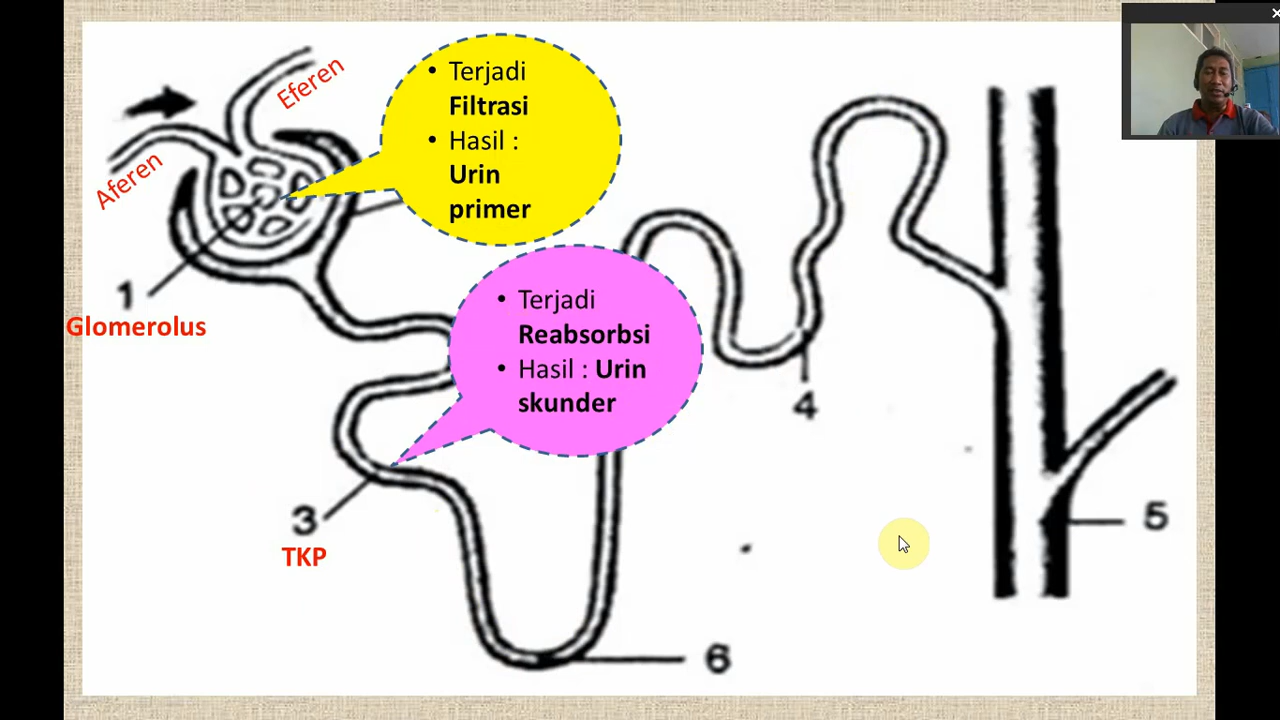 Eferen
Aferen
• Terjadi
Filtrasi
• Hasil :
Urin
primer
1
Glomerolus
• Terjadi
Reabsorbsi
• Hasil : Urin
skunder
4
3
TKP
5
6